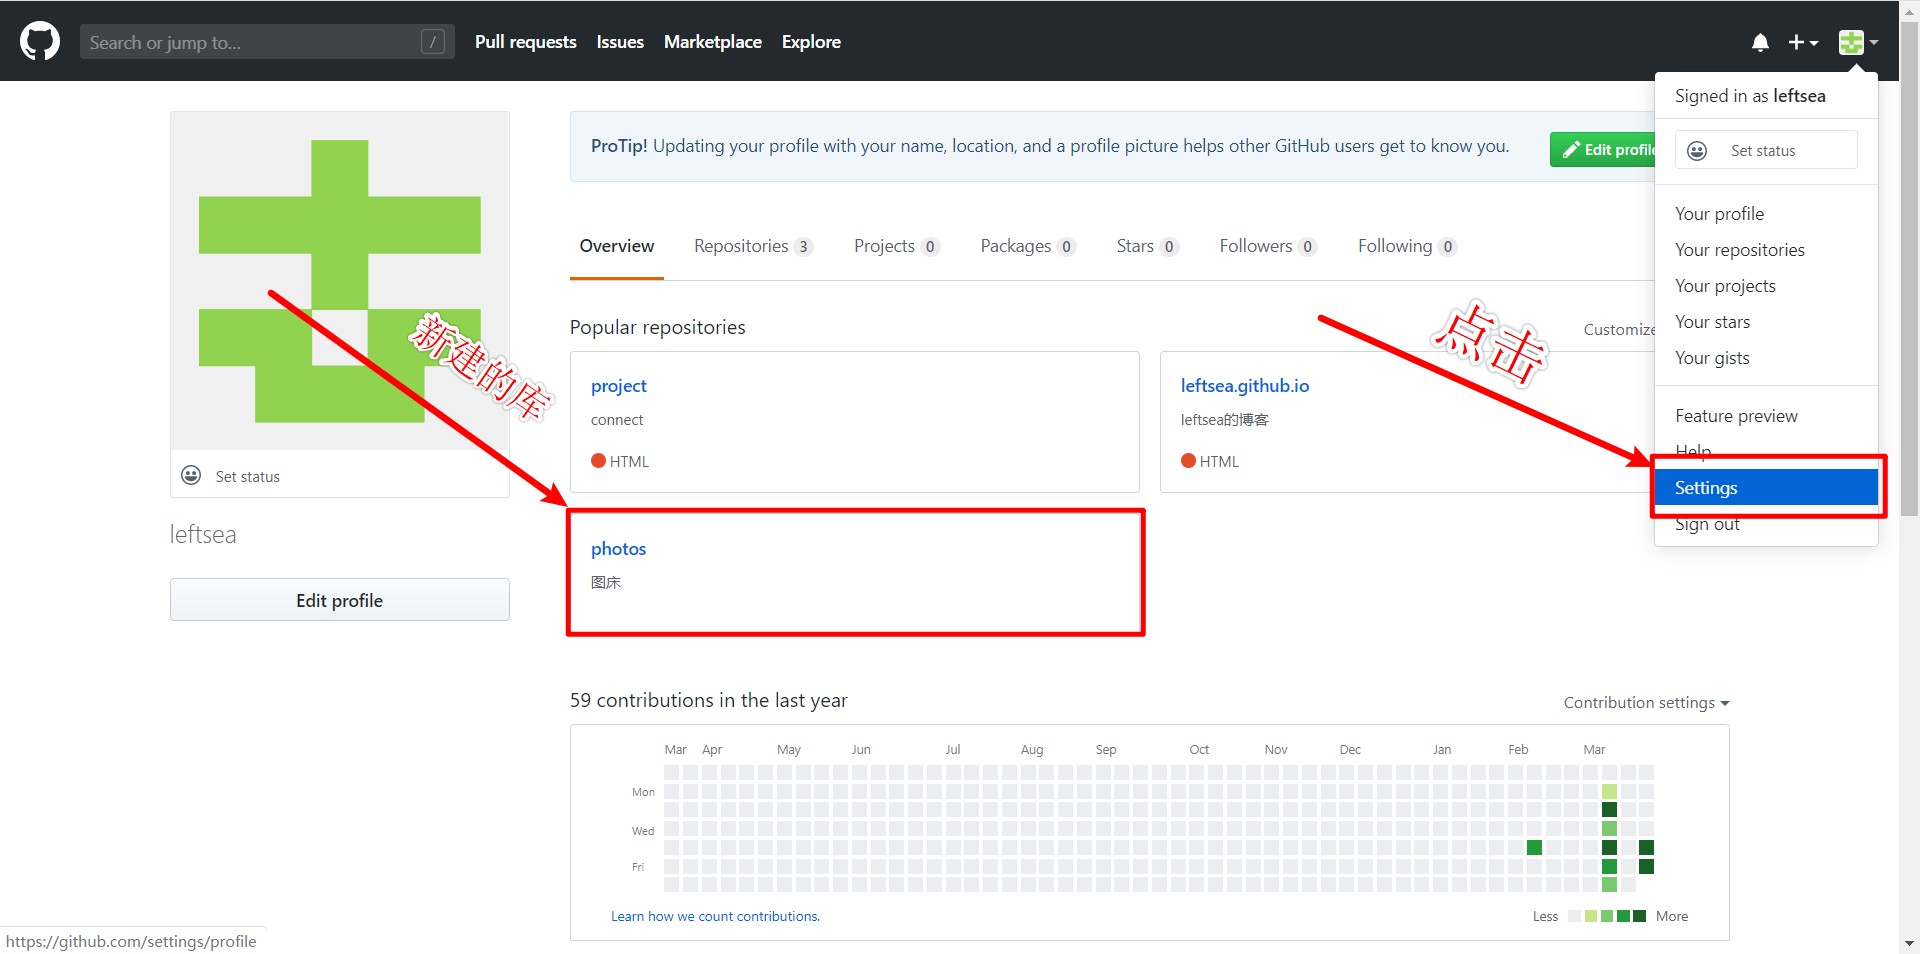 Search or jump to... /
Pull requests Issues Marketplace Explore
Signed in as leftsea
Set status
Your profile
Your repositories
Your projects
Your stars
Your gists
Feature preview
Help
Settings
Sign out
ProTip! Updating your profile with your name, location, and a profile picture helps other GitHub users get to know you.
Edit profile
Overview Repositories 3 Projects 0 Packages 0 Stars 0 Followers 0 Following 0
Set status
leftsea
Edit profile
新建的库
点击
Popular repositories
Customize
project
connect
HTML
leftsea.github.io
leftsea的博客
HTML
photos
图床
59 contributions in the last year
Contribution settings
Mar Apr May Jun Jul Aug Sep Oct Nov Dec Jan Feb Mar
Mon
Wed
Fri
Learn how we count contributions.
Less More
https://github.com/settings/profile